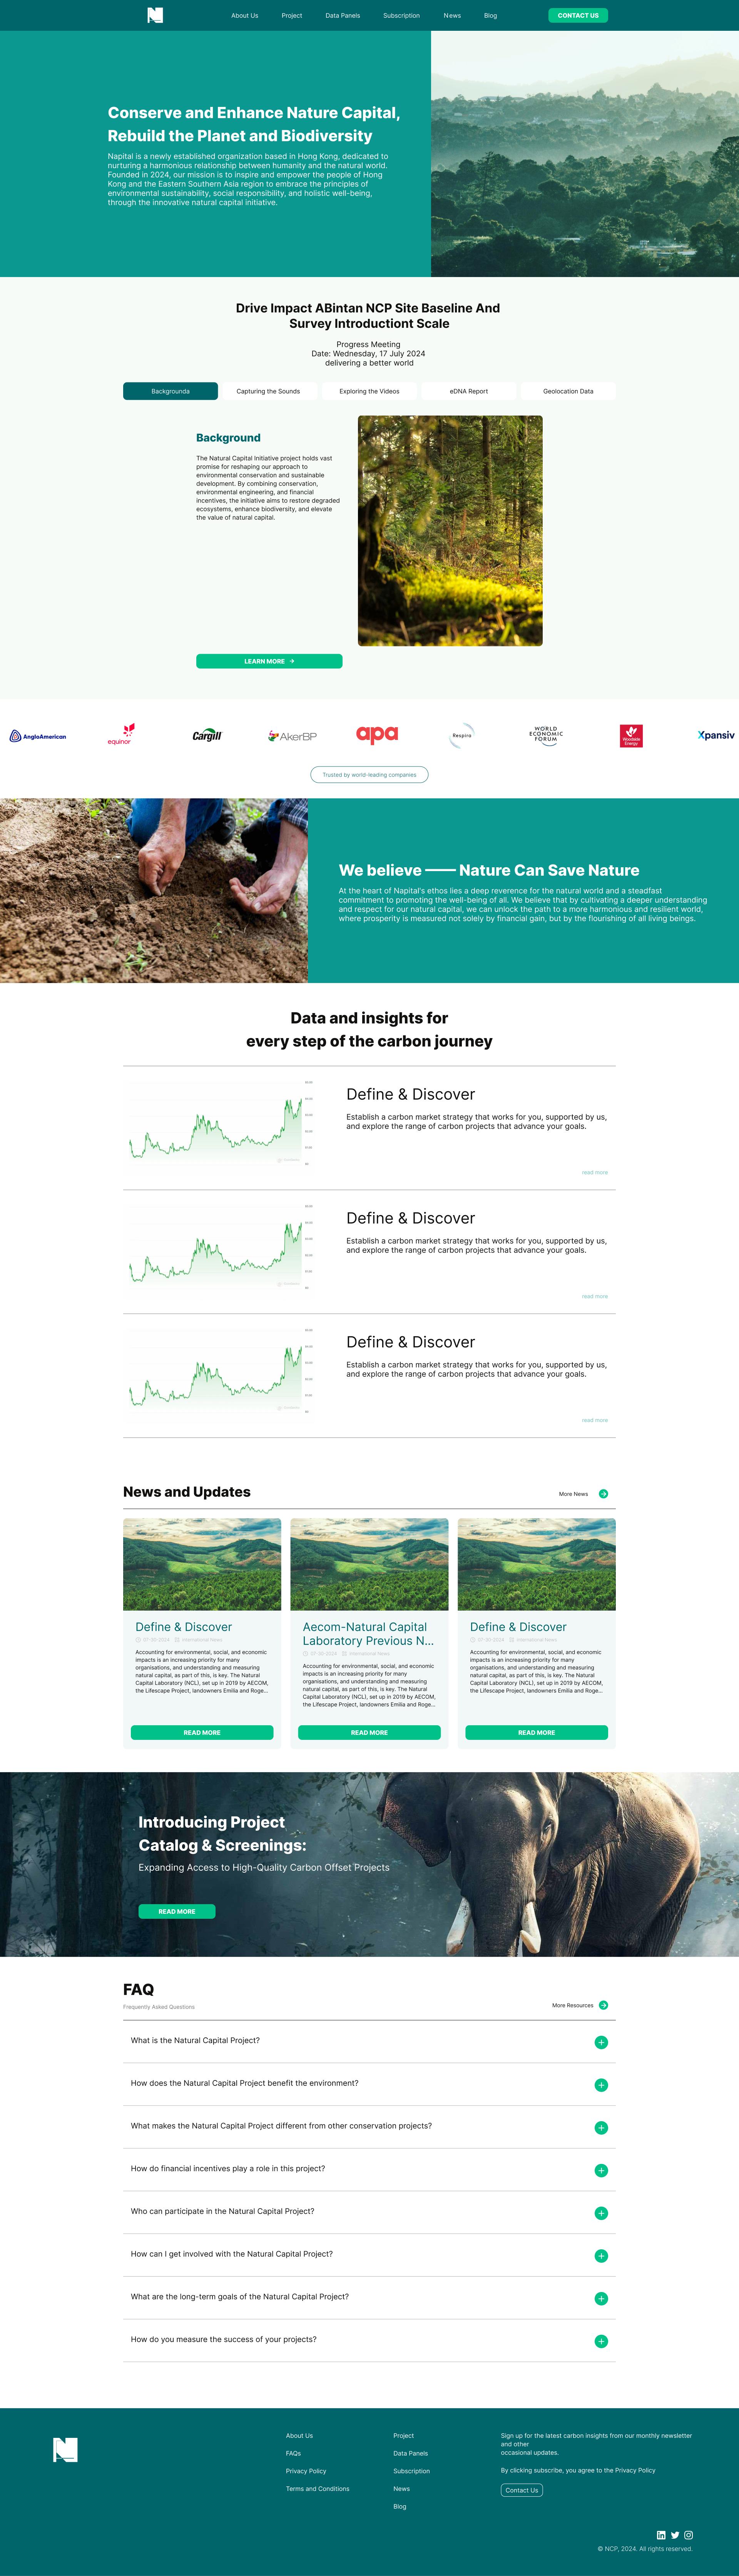 About Us
Project
Data Panels
Subscription
News
Blog
CONTACT US
Conserve and Enhance Nature Capital,
Rebuild the Planet and Biodiversity
Napital is a newly established organization based in Hong Kong, dedicated to
nurturing a harmonious relationship between humanity and the natural world.
Founded in 2024, our mission is to inspire and empower the people of Hong
Kong and the Eastern Southern Asia region to embrace the principles of
environmental sustainability, social responsibility, and holistic well-being,
through the innovative natural capital initiative.
Drive Impact ABintan NCP Site Baseline And
Survey Introductiont Scale
Progress Meeting
Date: Wednesday, 17 July 2024
delivering a better world
Backgrounda
Capturing the Sounds
Exploring the Videos
eDNA Report
Geolocation Data
Background
The Natural Capital Initiative project holds vast
promise for reshaping our approach to
environmental conservation and sustainable
development. By combining conservation,
environmental engineering, and financial
incentives, the initiative aims to restore degraded
ecosystems, enhance biodiversity, and elevate
the value of natural capital.
LEARN MORE
AngloAmerican
equinor
Cargill
AkerBP
apa
Respira
WORLD
ECONOMIC
FORUM
Woodside
Energy
Xpansiv
Trusted by world-leading companies
We believe —— Nature Can Save Nature
At the heart of Napital's ethos lies a deep reverence for the natural world and a steadfast
commitment to promoting the well-being of all. We believe that by cultivating a deeper understanding
and respect for our natural capital, we can unlock the path to a more harmonious and resilient world,
where prosperity is measured not solely by financial gain, but by the flourishing of all living beings.
Data and insights for
every step of the carbon journey
Define & Discover
Establish a carbon market strategy that works for you, supported by us,
and explore the range of carbon projects that advance your goals.
read more
Define & Discover
Establish a carbon market strategy that works for you, supported by us,
and explore the range of carbon projects that advance your goals.
read more
Define & Discover
Establish a carbon market strategy that works for you, supported by us,
and explore the range of carbon projects that advance your goals.
read more
News and Updates
More News
Define & Discover
07-30-2024 International News
Accounting for environmental, social, and economic
impacts is an increasing priority for many
organisations, and understanding and measuring
natural capital, as part of this, is key. The Natural
Capital Laboratory (NCL), set up in 2019 by AECOM,
the Lifescape Project, landowners Emilia and Roge...
READ MORE
Aecom-Natural Capital
Laboratory Previous N...
07-30-2024 International News
Accounting for environmental, social, and economic
impacts is an increasing priority for many
organisations, and understanding and measuring
natural capital, as part of this, is key. The Natural
Capital Laboratory (NCL), set up in 2019 by AECOM,
the Lifescape Project, landowners Emilia and Roge...
READ MORE
Define & Discover
07-30-2024 International News
Accounting for environmental, social, and economic
impacts is an increasing priority for many
organisations, and understanding and measuring
natural capital, as part of this, is key. The Natural
Capital Laboratory (NCL), set up in 2019 by AECOM,
the Lifescape Project, landowners Emilia and Roge...
READ MORE
Introducing Project
Catalog & Screenings:
Expanding Access to High-Quality Carbon Offset Projects
READ MORE
FAQ
Frequently Asked Questions
More Resources
What is the Natural Capital Project?
How does the Natural Capital Project benefit the environment?
What makes the Natural Capital Project different from other conservation projects?
How do financial incentives play a role in this project?
Who can participate in the Natural Capital Project?
How can I get involved with the Natural Capital Project?
What are the long-term goals of the Natural Capital Project?
How do you measure the success of your projects?
About Us
FAQs
Privacy Policy
Terms and Conditions
Project
Data Panels
Subscription
News
Blog
Sign up for the latest carbon insights from our monthly newsletter
and other
occasional updates.
By clicking subscribe, you agree to the Privacy Policy
Contact Us
© NCP, 2024. All rights reserved.